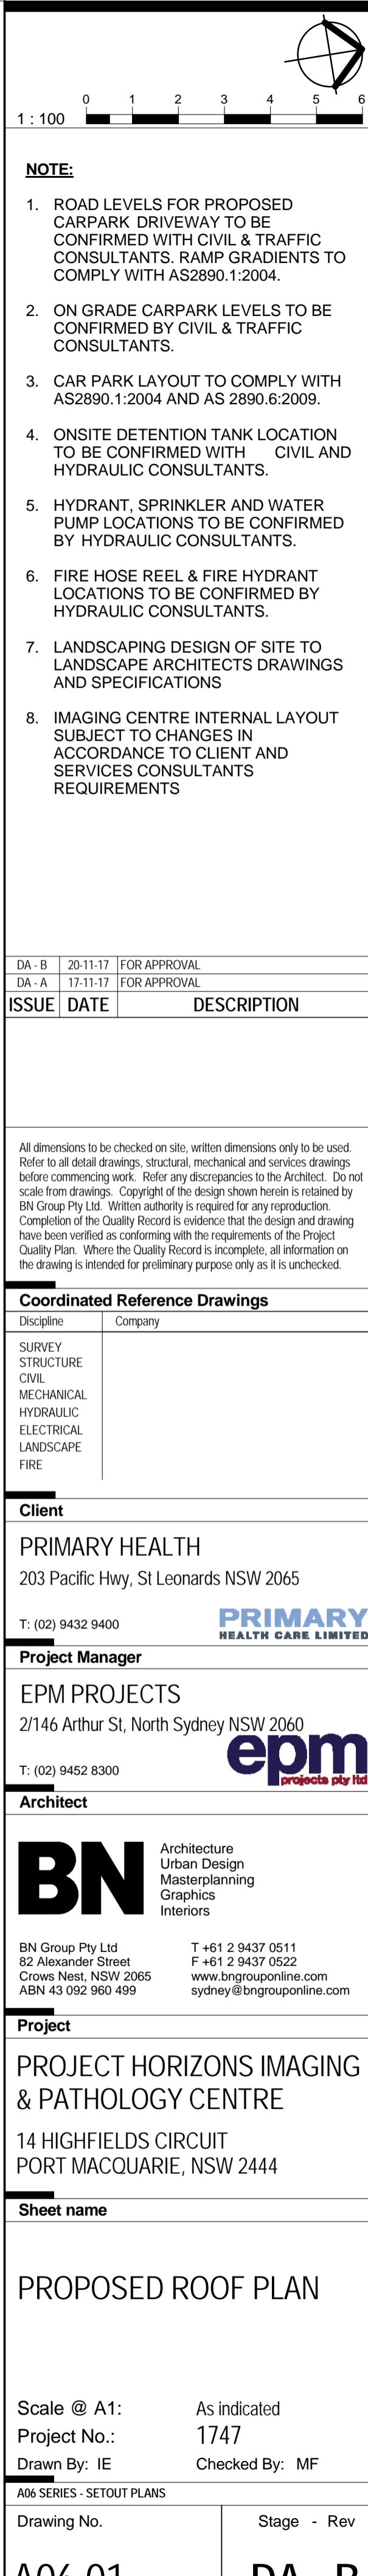 0 1 2 3 4 5 6
1 : 100
NOTE:
1. ROAD LEVELS FOR PROPOSED
CARPARK DRIVEWAY TO BE
CONFIRMED WITH CIVIL & TRAFFIC
CONSULTANTS. RAMP GRADIENTS TO
COMPLY WITH AS2890.1:2004.
2. ON GRADE CARPARK LEVELS TO BE
CONFIRMED BY CIVIL & TRAFFIC
CONSULTANTS.
3. CAR PARK LAYOUT TO COMPLY WITH
AS2890.1:2004 AND AS 2890.6:2009.
4. ONSITE DETENTION TANK LOCATION
TO BE CONFIRMED WITH CIVIL AND
HYDRAULIC CONSULTANTS.
5. HYDRANT, SPRINKLER AND WATER
PUMP LOCATIONS TO BE CONFIRMED
BY HYDRAULIC CONSULTANTS.
6. FIRE HOSE REEL & FIRE HYDRANT
LOCATIONS TO BE CONFIRMED BY
HYDRAULIC CONSULTANTS.
7. LANDSCAPING DESIGN OF SITE TO
LANDSCAPE ARCHITECTS DRAWINGS
AND SPECIFICATIONS
8. IMAGING CENTRE INTERNAL LAYOUT
SUBJECT TO CHANGES IN
ACCORDANCE TO CLIENT AND
SERVICES CONSULTANTS
REQUIREMENTS
DA - B 20-11-17 FOR APPROVAL
DA - A 17-11-17 FOR APPROVAL
ISSUE DATE DESCRIPTION
All dimensions to be checked on site, written dimensions only to be used.
Refer to all detail drawings, structural, mechanical and services drawings
before commencing work. Refer any discrepancies to the Architect. Do not
scale from drawings. Copyright of the design shown herein is retained by
BN Group Pty Ltd. Written authority is required for any reproduction.
Completion of the Quality Record is evidence that the design and drawing
have been verified as conforming with the requirements of the Project
Quality Plan. Where the Quality Record is incomplete, all information on
the drawing is intended for preliminary purpose only as it is unchecked.
Coordinated Reference Drawings
Discipline Company
SURVEY
STRUCTURE
CIVIL
MECHANICAL
HYDRAULIC
ELECTRICAL
LANDSCAPE
FIRE
Client
PRIMARY HEALTH
203 Pacific Hwy, St Leonards NSW 2065
T: (02) 9432 9400
PRIMARY
HEALTH CARE LIMITED
Project Manager
EPM PROJECTS
2/146 Arthur St, North Sydney NSW 2060
T: (02) 9452 8300
epm
projects pty ltd
Architect
BN
Architecture
Urban Design
Masterplanning
Graphics
Interiors
BN Group Pty Ltd
82 Alexander Street
Crows Nest, NSW 2065
ABN 43 092 960 499
T +61 2 9437 0511
F +61 2 9437 0522
www.bngrouponline.com
sydney@bngrouponline.com
Project
PROJECT HORIZONS IMAGING
& PATHOLOGY CENTRE
14 HIGHFIELDS CIRCUIT
PORT MACQUARIE, NSW 2444
Sheet name
PROPOSED ROOF PLAN
Scale @ A1: As indicated
Project No.: 1747
Drawn By: IE Checked By: MF
A06 SERIES - SETOUT PLANS
Drawing No. Stage - Rev
A06.01 DA - B